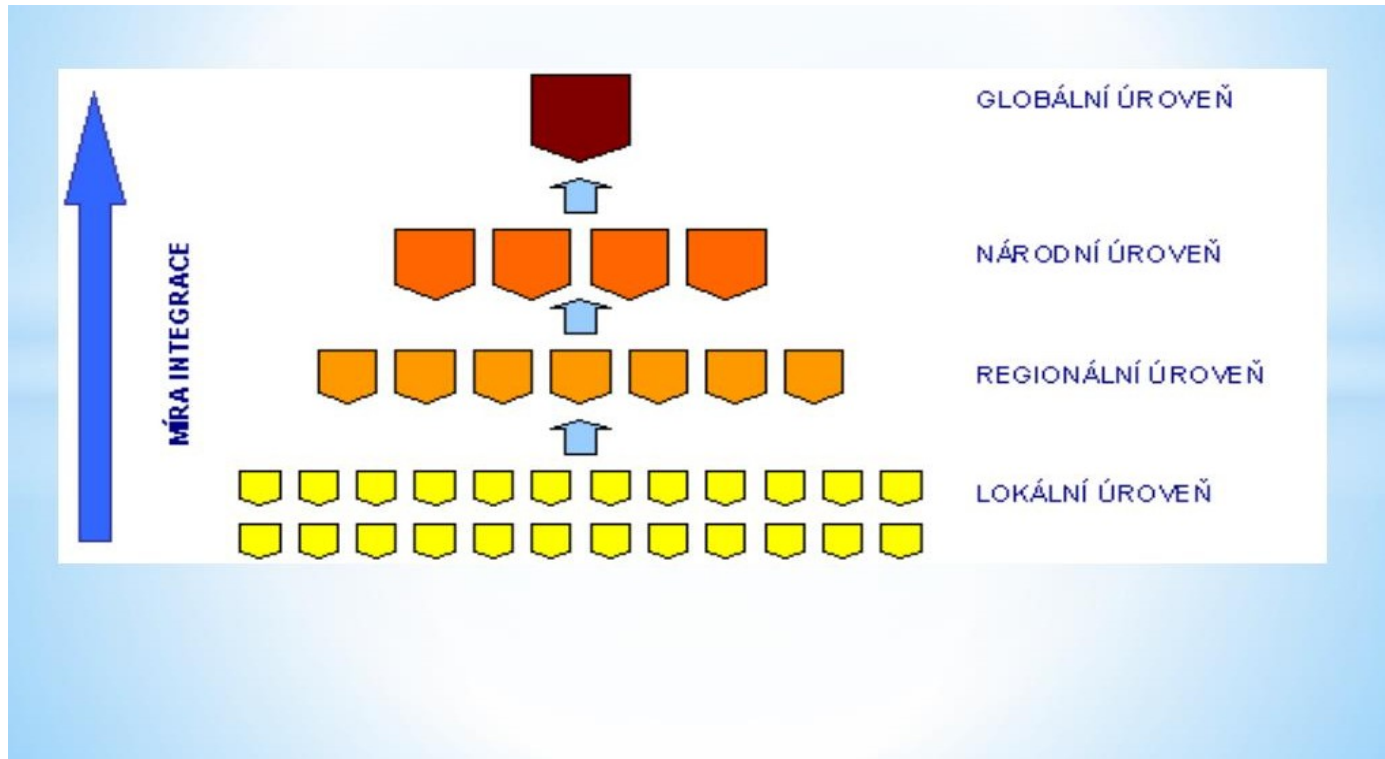 GLOBÁLNÍ ÚROVEŇ
NÁRODNÍ ÚROVEŇ
MÍRA INTEGRACE
REGIONÁLNÍ ÚROVEŇ
LOKÁLNÍ ÚROVEŇ